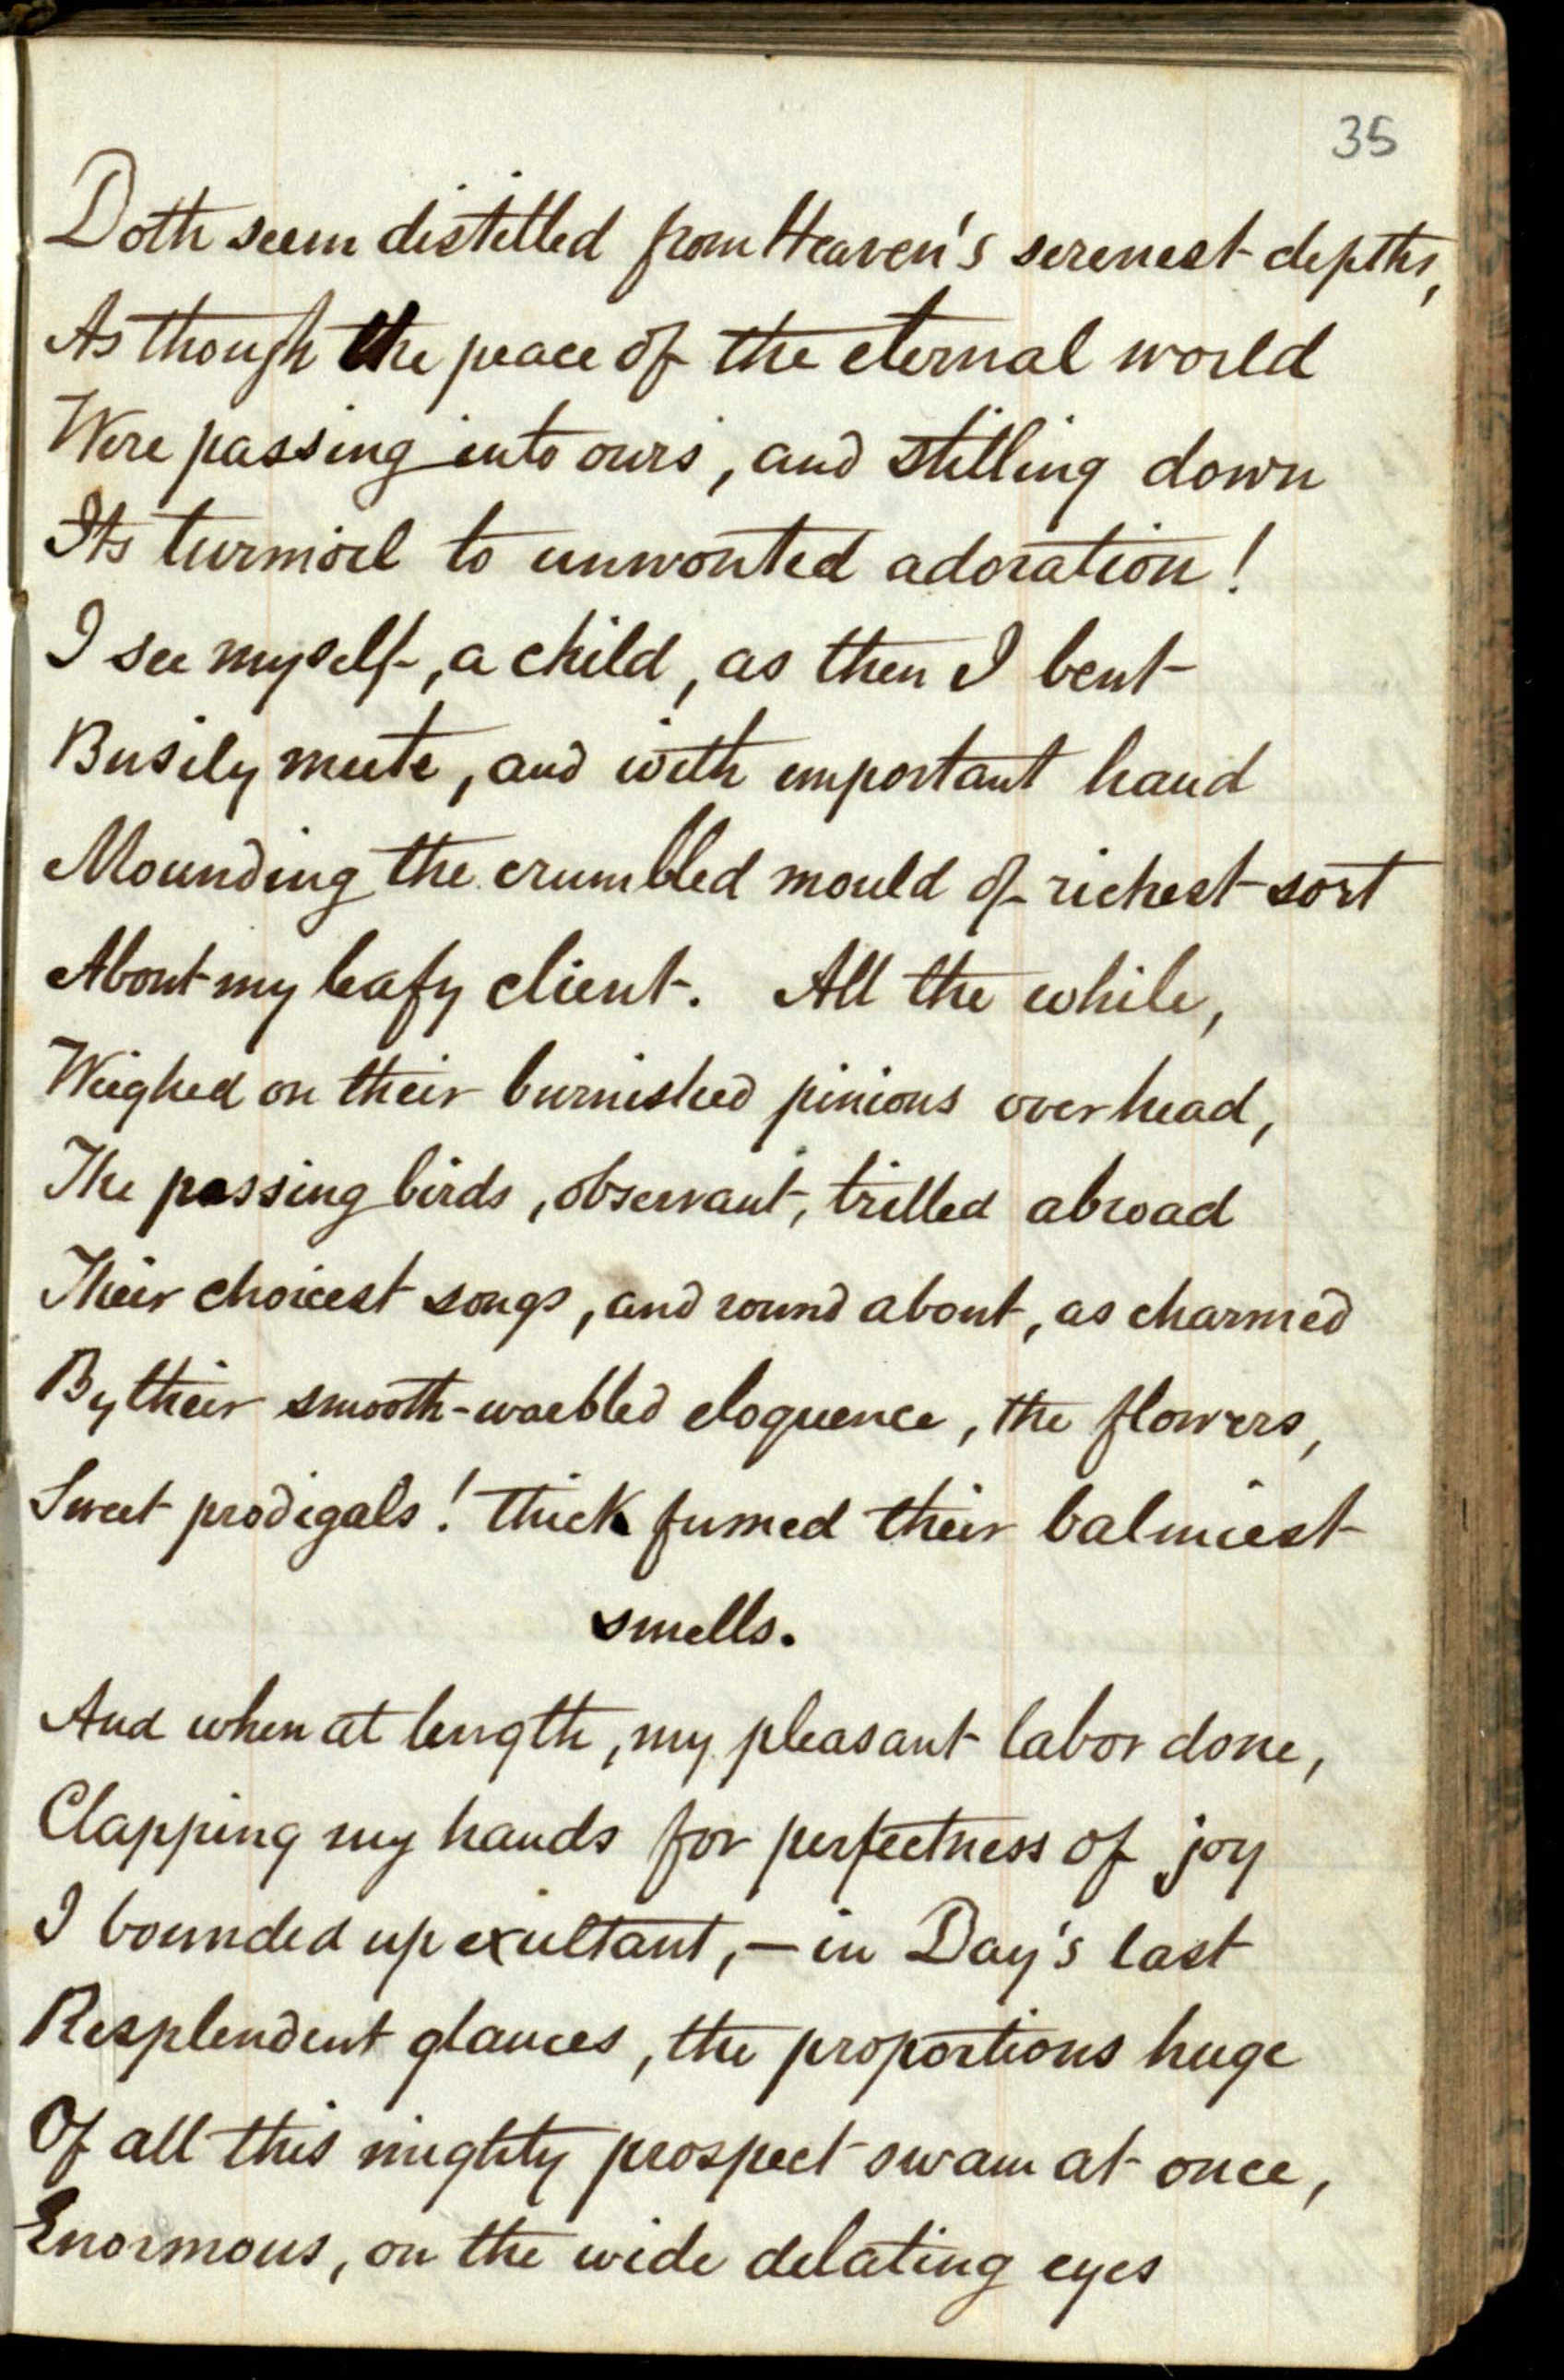 35
Doth seem distilled from Heaven's serenest depths,
As though the peace of the eternal world
Were passing into ours, and stilling down
Its turmoil to unwonted adoration!
I see myself, a child, as then I bent
Busily mute, and with important hand
Mounding the crumbled mould of richest sort
About my leafy client. All the while,
Weighed on their burnished pinions overhead,
The passing birds, observant, trilled abroad
Their choicest songs, and round about, as charmed
By their smooth-warbled eloquence, the flowers,
Sweet prodigals! thick fumed their balmiest
smells.
And when at length, my pleasant labor done,
Clapping my hands for perfectness of joy
I bounded up exultant, — in Day's last
Resplendent glances, the proportions huge
Of all this mighty prospect swam at once,
Enormous, on the wide dilating eyes